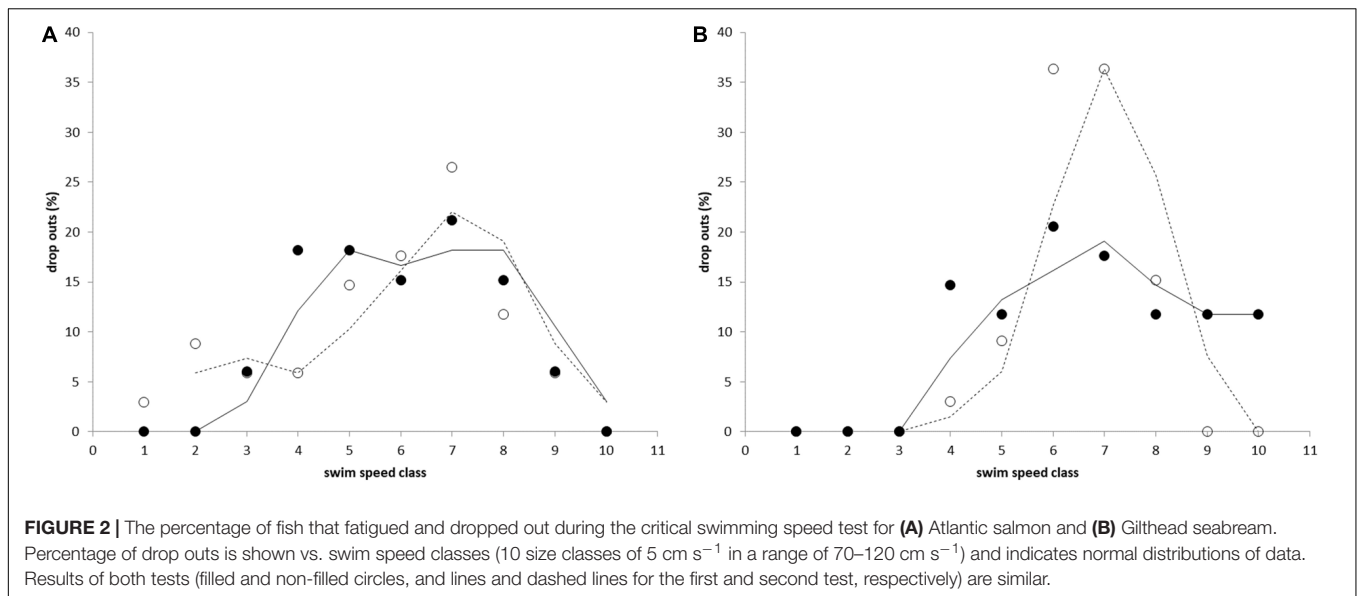 A
40
35
30
25
20
15
10
5
0
drop outs (%)
0 1 2 3 4 5 6 7 8 9 10 11
swim speed class
B
40
35
30
25
20
15
10
5
0
drop outs (%)
0 1 2 3 4 5 6 7 8 9 10 11
swim speed class
FIGURE 2 | The percentage of fish that fatigued and dropped out during the critical swimming speed test for (A) Atlantic salmon and (B) Gilthead seabream.
Percentage of drop outs is shown vs. swim speed classes (10 size classes of 5 cm s⁻¹ in a range of 70–120 cm s⁻¹) and indicates normal distributions of data.
Results of both tests (filled and non-filled circles, and lines and dashed lines for the first and second test, respectively) are similar.